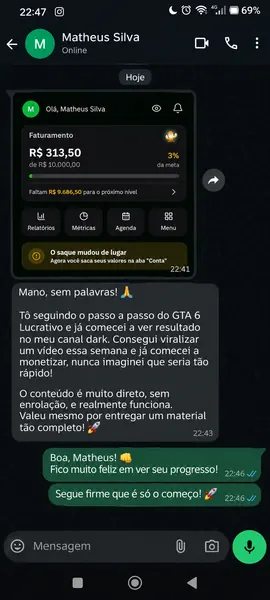 22:47
4G
69%
M
Matheus Silva
Online
Hoje
M
Olá, Matheus Silva
Faturamento
R$ 313,50
de R$ 10.000,00
3%
da meta
Faltam R$ 9.686,50 para o próximo nível
Relatórios
Métricas
Agenda
Menu
O saque mudou de lugar
Agora você saca seus valores na aba "Conta"
22:41
Mano, sem palavras! 🙏
Tô seguindo o passo a passo do GTA 6
Lucrativo e já comecei a ver resultado
no meu canal dark. Consegui viralizar
um vídeo essa semana e já comecei a
monetizar, nunca imaginei que seria tão
rápido!
O conteúdo é muito direto, sem
enrolação, e realmente funciona.
Valeu mesmo por entregar um material
tão completo! 🚀
22:43
Boa, Matheus! 👊
Fico muito feliz em ver seu progresso!
22:46
Segue firme que é só o começo! 🚀
22:46
Mensagem